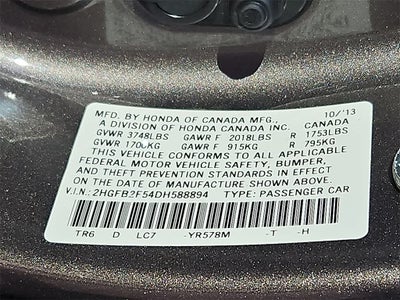 MFD. BY HONDA OF CANADA MFG., 10/'13
A DIVISION OF HONDA CANADA INC. CANADA
GVWR 3748LBS GAWR F 2018LBS R 1753LBS
GVWR 1700KG GAWR F 915KG R 795KG
THIS VEHICLE CONFORMS TO ALL APPLICABLE
FEDERAL MOTOR VEHICLE SAFETY, BUMPER,
AND THEFT PREVENTION STANDARDS IN EFFECT
ON THE DATE OF MANUFACTURE SHOWN ABOVE.
V.I.N.: 2HGFB2F54DH588894 TYPE: PASSENGER CAR
TR6 D LC7 -YR578M -T -H